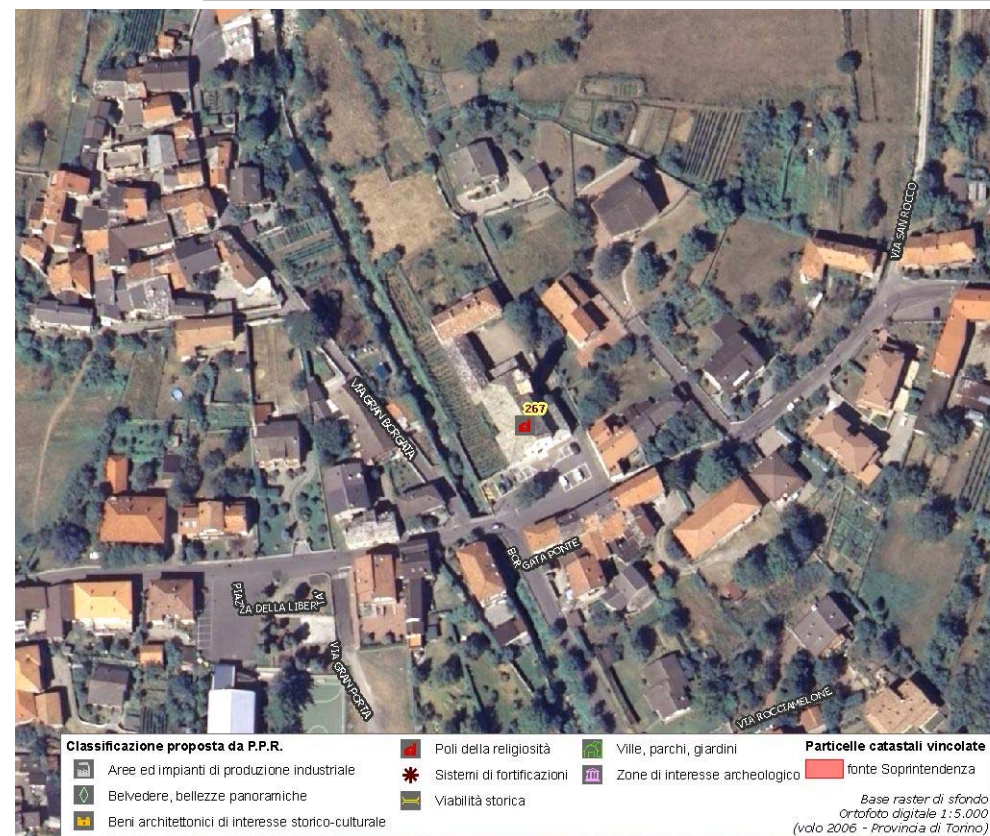 VIA SAN ROCCO
VIA GRAN BORGATA
267
BORGATA PONTE
PIAZZA DELLA LIBERTA'
VIA GRAN PORTA
VIA ROCCIAMELONE
Classificazione proposta da P.P.R.
Aree ed impianti di produzione industriale
Belvedere, bellezze panoramiche
Beni architettonici di interesse storico-culturale
Poli della religiosità
Sistemi di fortificazioni
Viabilità storica
Ville, parchi, giardini
Zone di interesse archeologico
Particelle catastali vincolate
fonte Soprintendenza
Base raster di sfondo
Ortofoto digitale 1:5.000
(volo 2006 - Provincia di Torino)